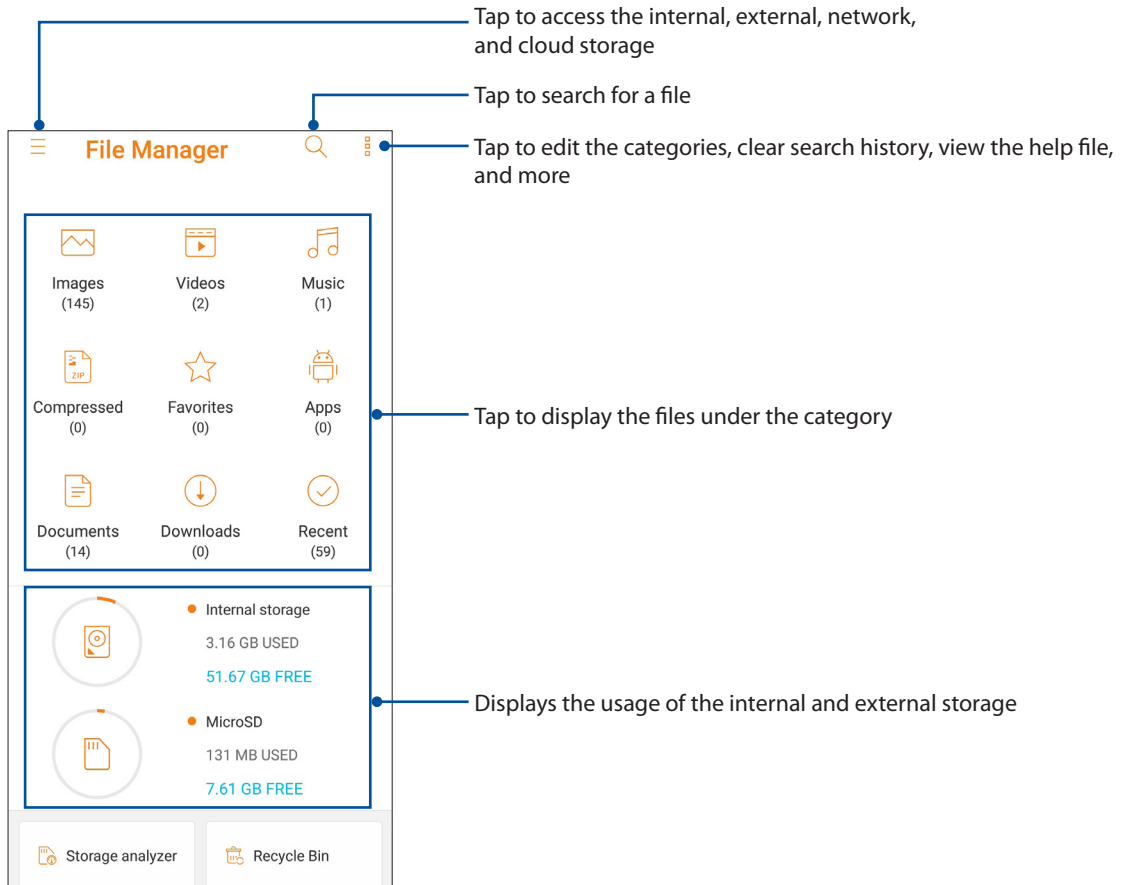 Tap to access the internal, external, network,
and cloud storage
Tap to search for a file
File Manager
Tap to edit the categories, clear search history, view the help file,
and more
Images
(145)
Videos
(2)
Music
(1)
ZIP
Compressed
(0)
Favorites
(0)
Apps
(0)
Tap to display the files under the category
Documents
(14)
Downloads
(0)
Recent
(59)
Internal storage
3.16 GB USED
51.67 GB FREE
Displays the usage of the internal and external storage
MicroSD
131 MB USED
7.61 GB FREE
Storage analyzer
Recycle Bin